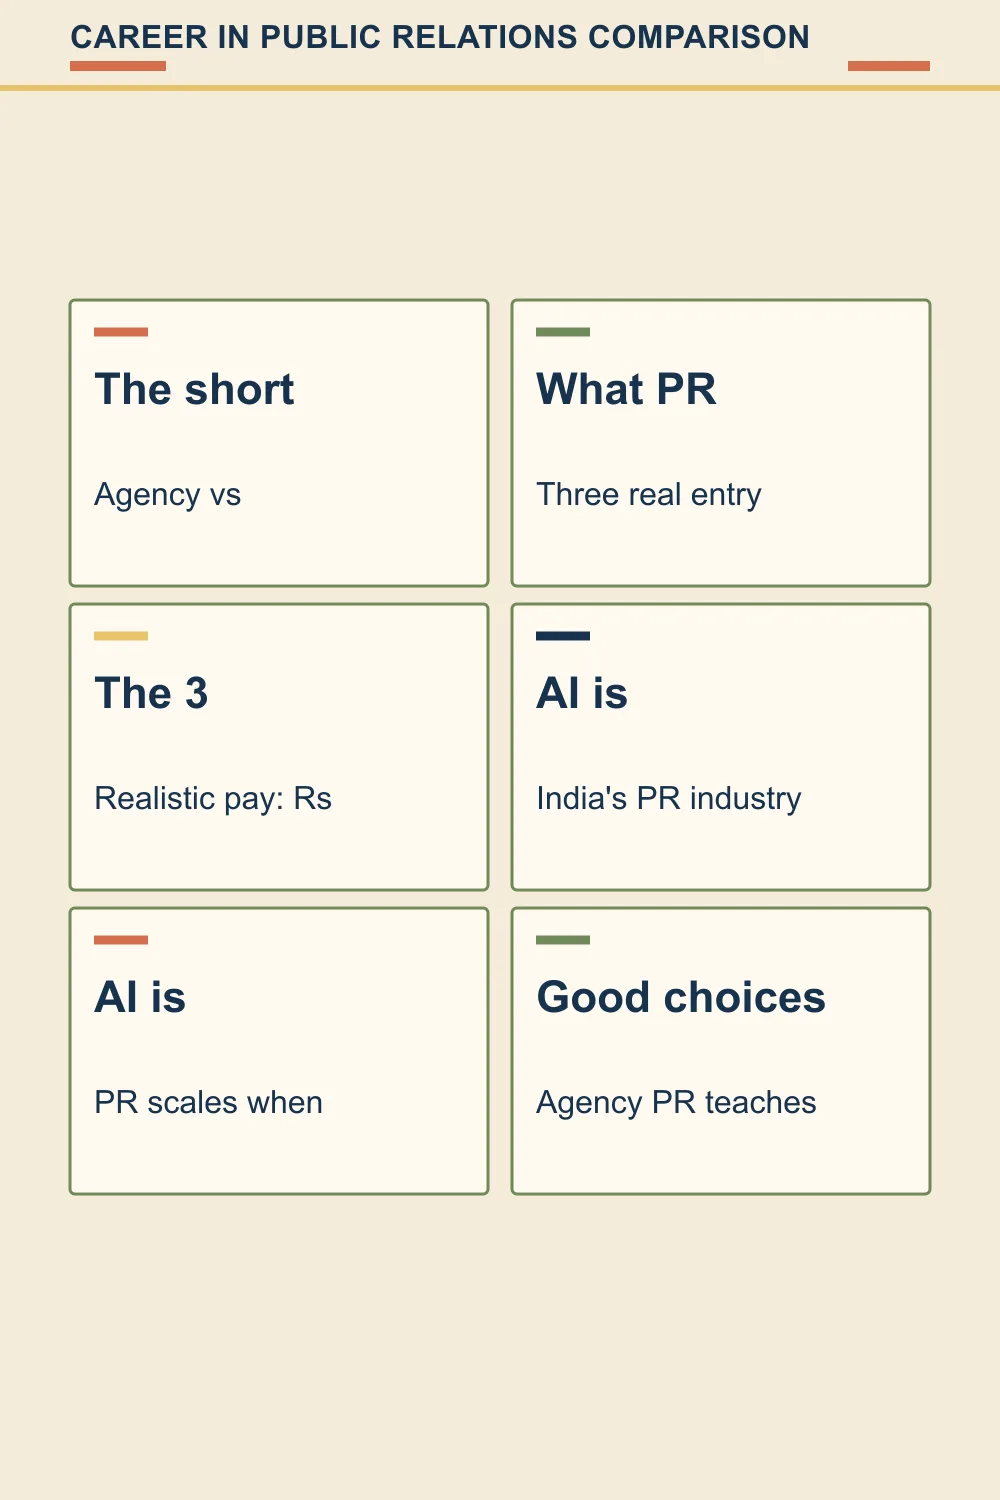 CAREER IN PUBLIC RELATIONS COMPARISON
The short
Agency vs
What PR
Three real entry
The 3
Realistic pay: Rs
AI is
India's PR industry
AI is
PR scales when
Good choices
Agency PR teaches